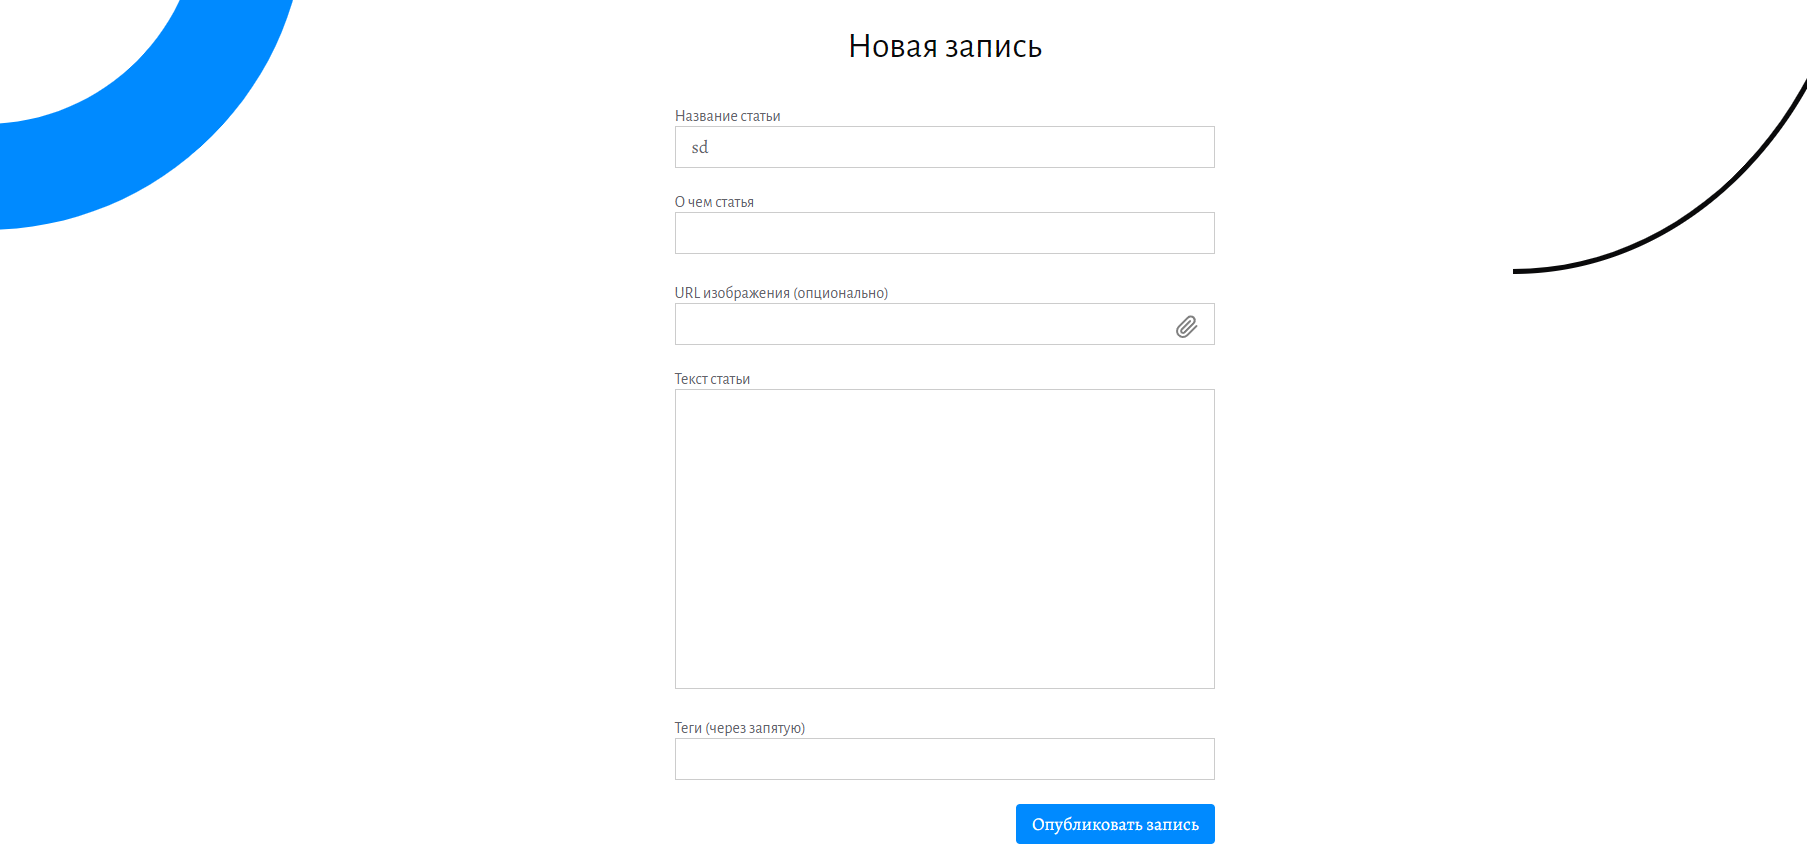 Новая запись
Название статьи
sd
О чем статья
URL изображения (опционально)
Текст статьи
Теги (через запятую)
Опубликовать запись